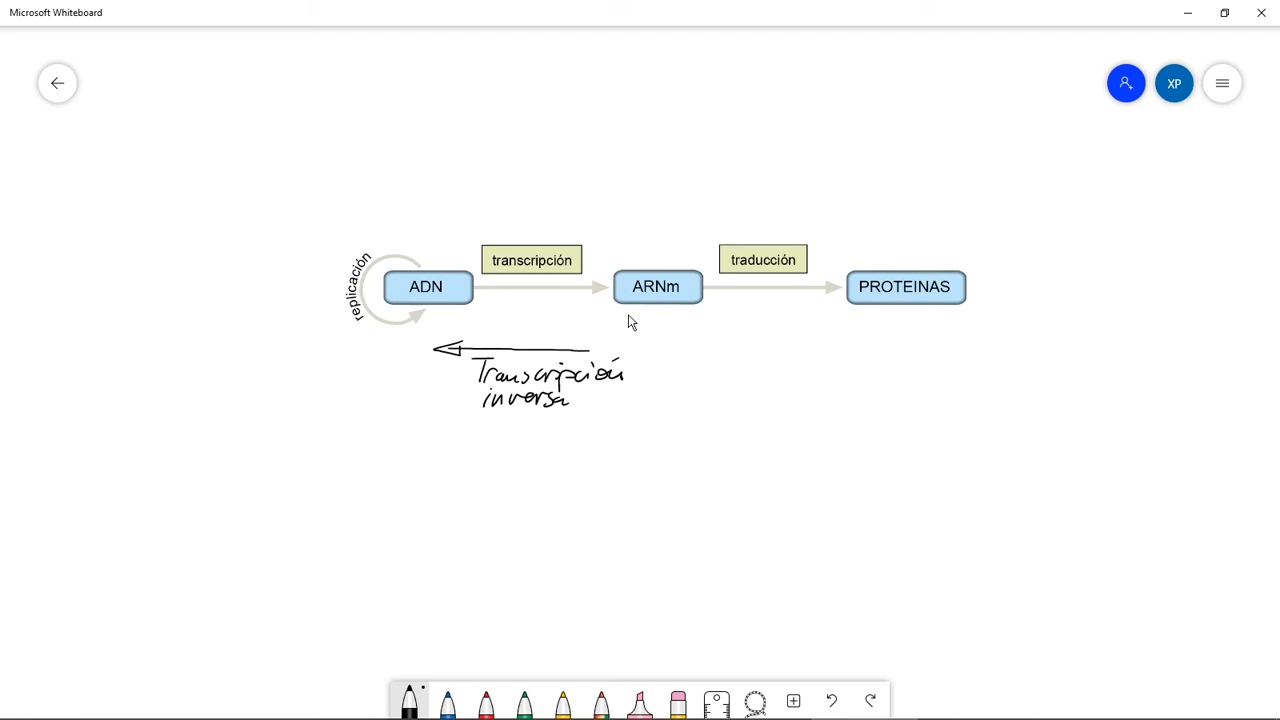 Microsoft Whiteboard
XP
replicación
transcripción
traducción
ADN
ARNm
PROTEINAS
Transcripción
inversa